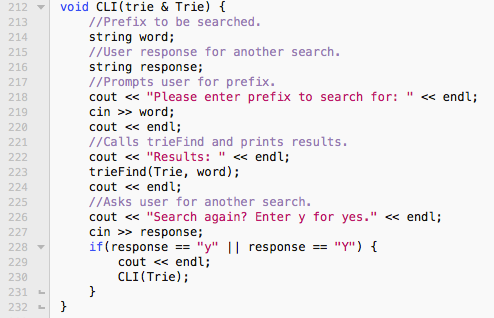 212 void CLI(trie & Trie) {
213     //Prefix to be searched.
214     string word;
215     //User response for another search.
216     string response;
217     //Prompts user for prefix.
218     cout << "Please enter prefix to search for: " << endl;
219     cin >> word;
220     cout << endl;
221     //Calls trieFind and prints results.
222     cout << "Results: " << endl;
223     trieFind(Trie, word);
224     cout << endl;
225     //Asks user for another search.
226     cout << "Search again? Enter y for yes." << endl;
227     cin >> response;
228     if(response == "y" || response == "Y") {
229         cout << endl;
230         CLI(Trie);
231     }
232 }